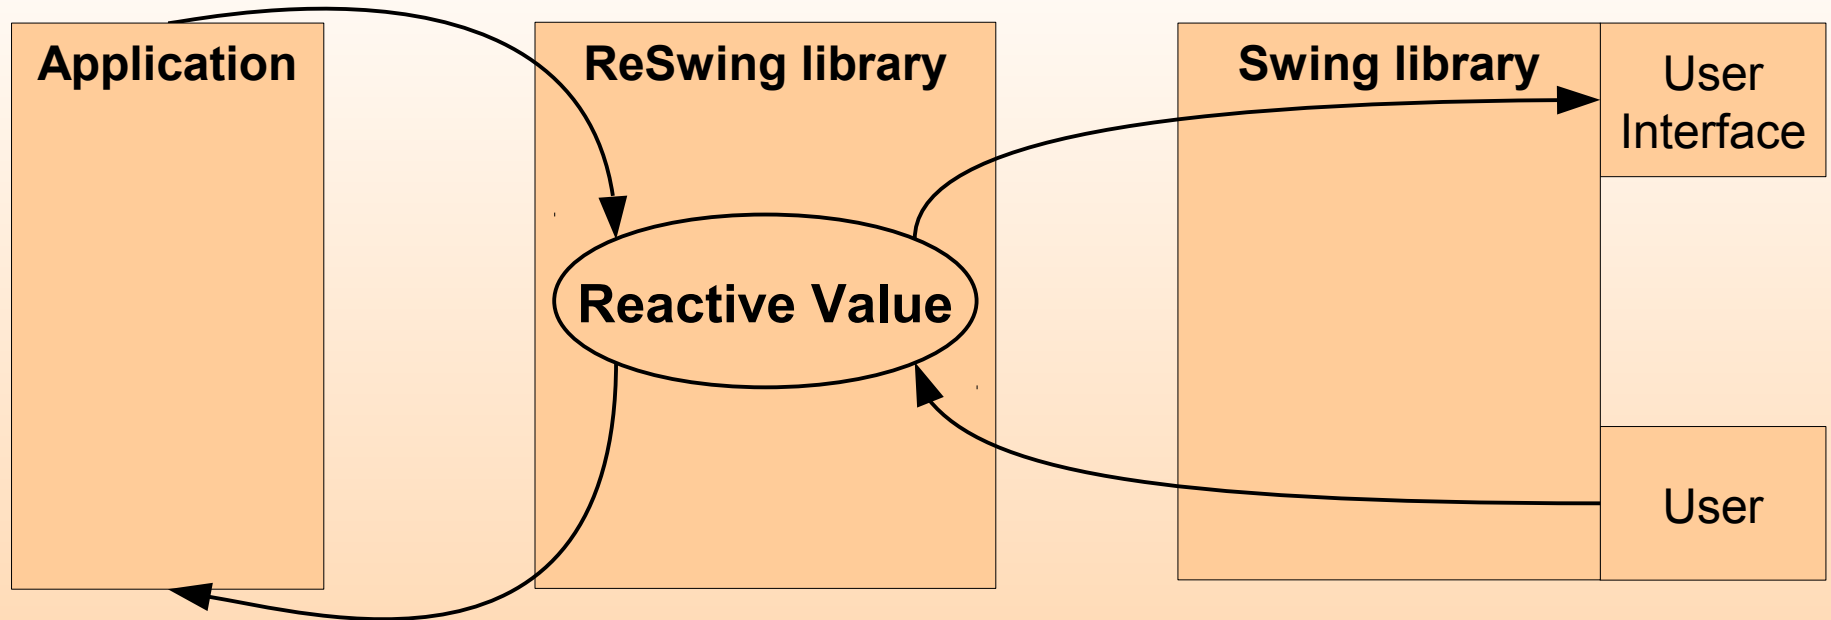 Application
ReSwing library
Swing library
User
Interface
Reactive Value
User